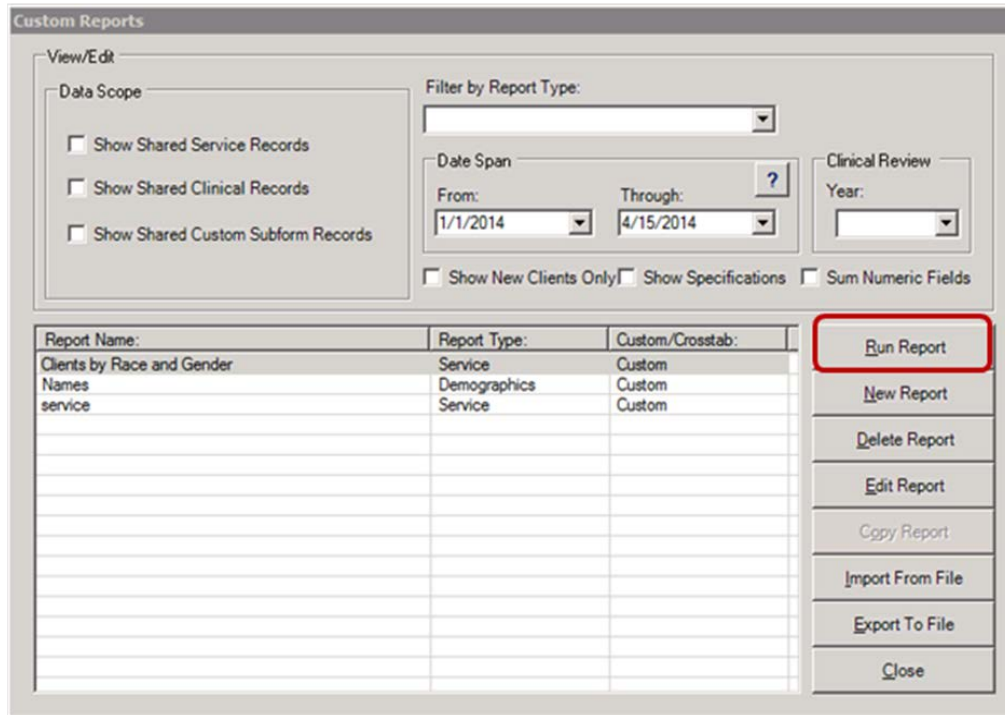 Custom Reports
View/Edit
Data Scope
Show Shared Service Records
Show Shared Clinical Records
Show Shared Custom Subform Records
Filter by Report Type:
Date Span
?
From:
Through:
1/1/2014
4/15/2014
Clinical Review
Year:
Show New Clients Only
Show Specifications
Sum Numeric Fields
Report Name: Report Type: Custom/Crosstab:
Clients by Race and Gender Service Custom
Names Demographics Custom
service Service Custom
Run Report
New Report
Delete Report
Edit Report
Copy Report
Import From File
Export To File
Close